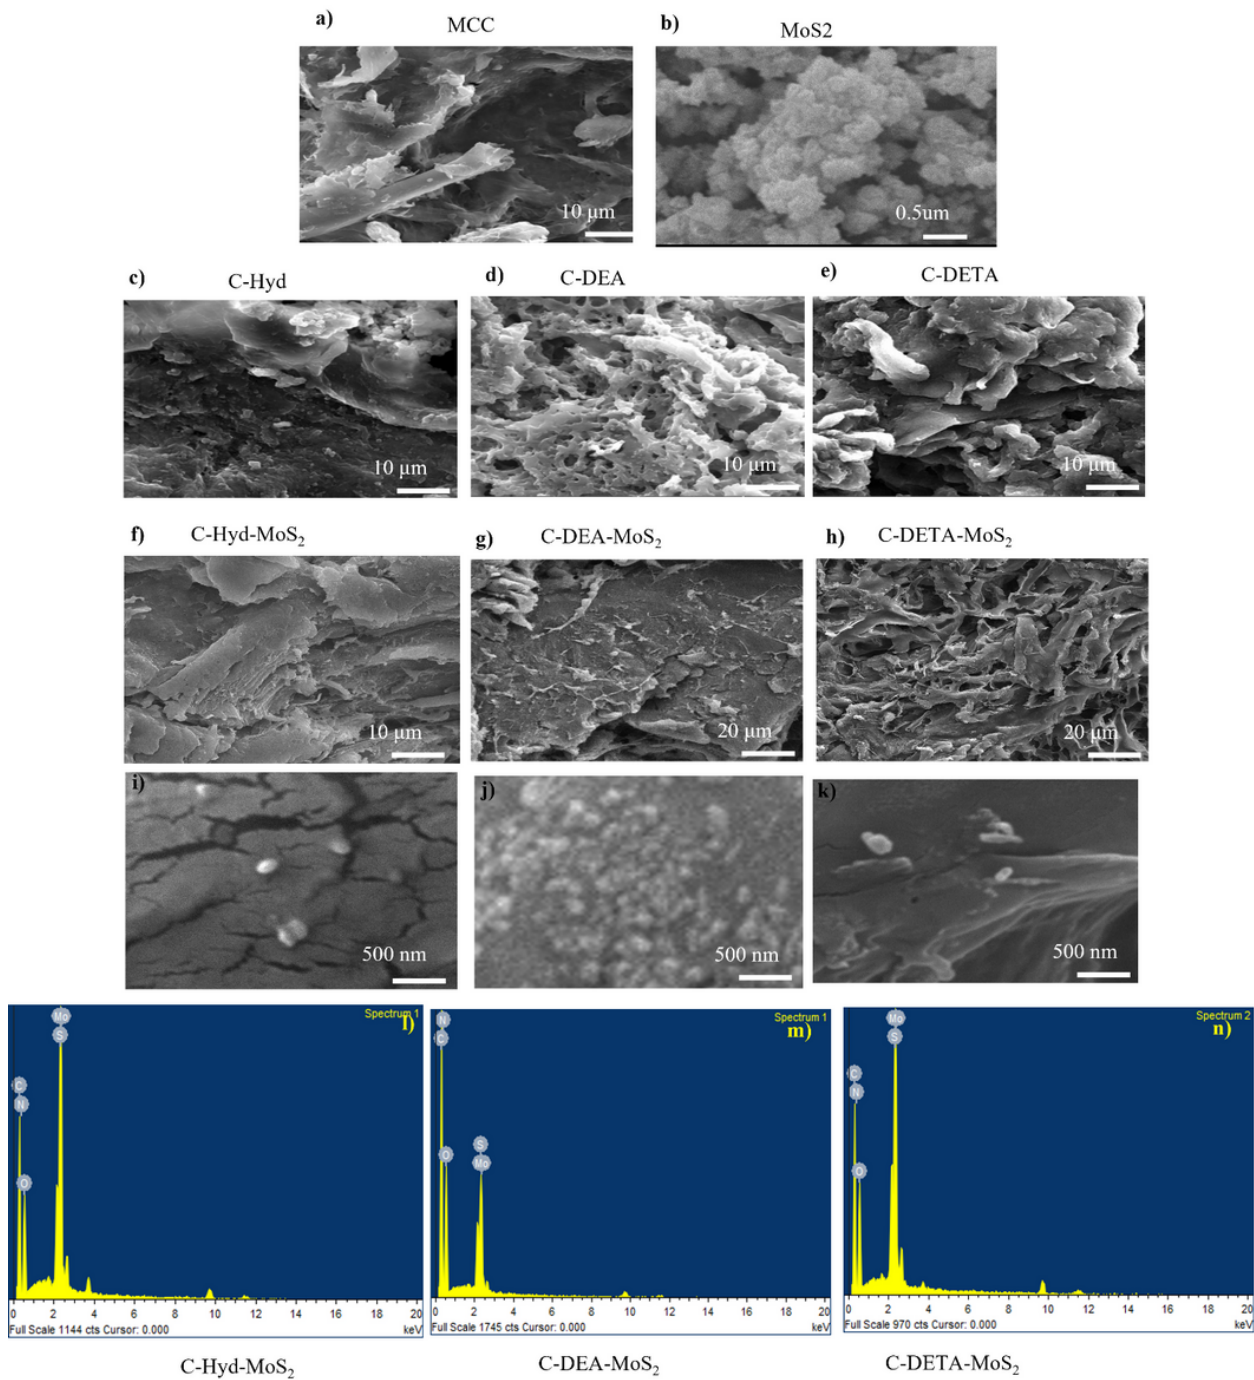 a) MCC
b) MoS2
10 μm
0.5um
c) C-Hyd
d) C-DEA
e) C-DETA
10 μm
10 μm
10 μm
f) C-Hyd-MoS₂
g) C-DEA-MoS₂
h) C-DETA-MoS₂
10 μm
20 μm
20 μm
i)
j)
k)
500 nm
500 nm
500 nm
Spectrum 1
l)
Mo
S
C
N
O
0 2 4 6 8 10 12 14 16 18 20
Full Scale 1144 cts Cursor: 0.000
keV
Spectrum 1
m)
N
C
O
S
Mo
0 2 4 6 8 10 12 14 16 18 20
Full Scale 1745 cts Cursor: 0.000
keV
Spectrum 2
n)
Mo
S
C
N
O
0 2 4 6 8 10 12 14 16 18 20
Full Scale 970 cts Cursor: 0.000
keV
C-Hyd-MoS₂
C-DEA-MoS₂
C-DETA-MoS₂